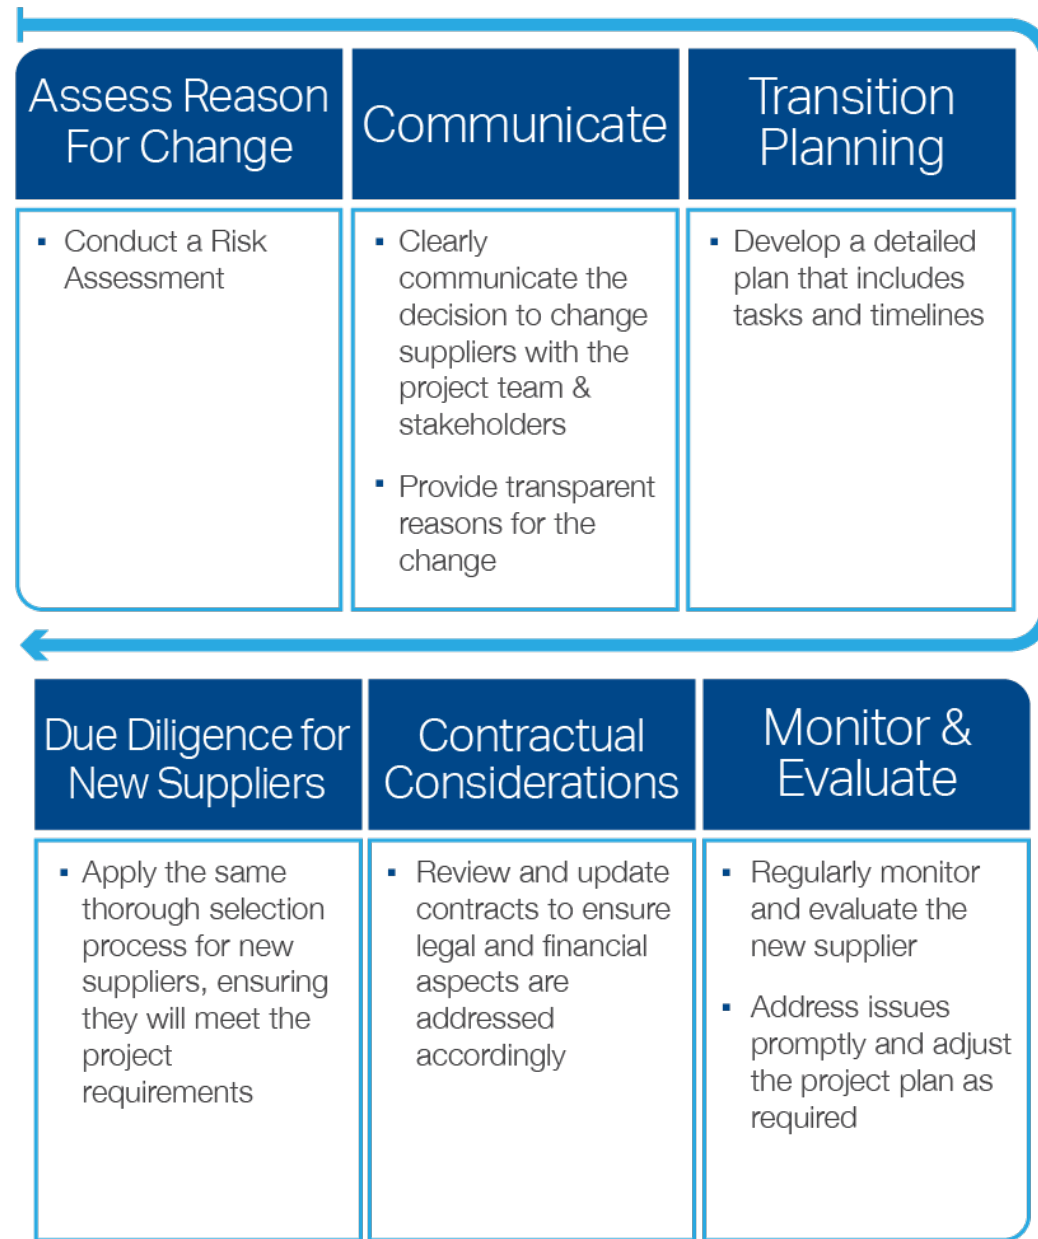 Assess Reason
For Change
▪ Conduct a Risk
Assessment
Communicate
▪ Clearly
communicate the
decision to change
suppliers with the
project team &
stakeholders
▪ Provide transparent
reasons for the
change
Transition
Planning
▪ Develop a detailed
plan that includes
tasks and timelines
Due Diligence for
New Suppliers
▪ Apply the same
thorough selection
process for new
suppliers, ensuring
they will meet the
project
requirements
Contractual
Considerations
▪ Review and update
contracts to ensure
legal and financial
aspects are
addressed
accordingly
Monitor &
Evaluate
▪ Regularly monitor
and evaluate the
new supplier
▪ Address issues
promptly and adjust
the project plan as
required